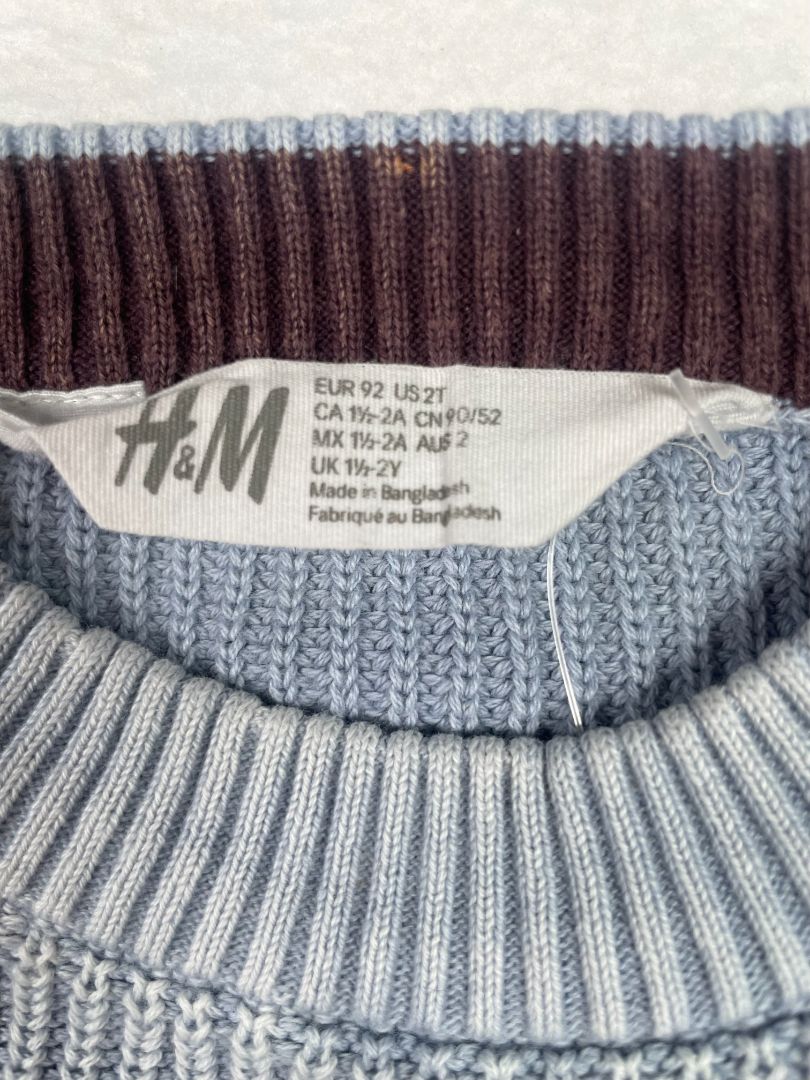 H&M
EUR 92 US 2T
CA 1½-2A CN 90/52
MX 1½-2A AUS 2
UK 1½-2Y
Made in Bangladesh
Fabriqué au Bangladesh